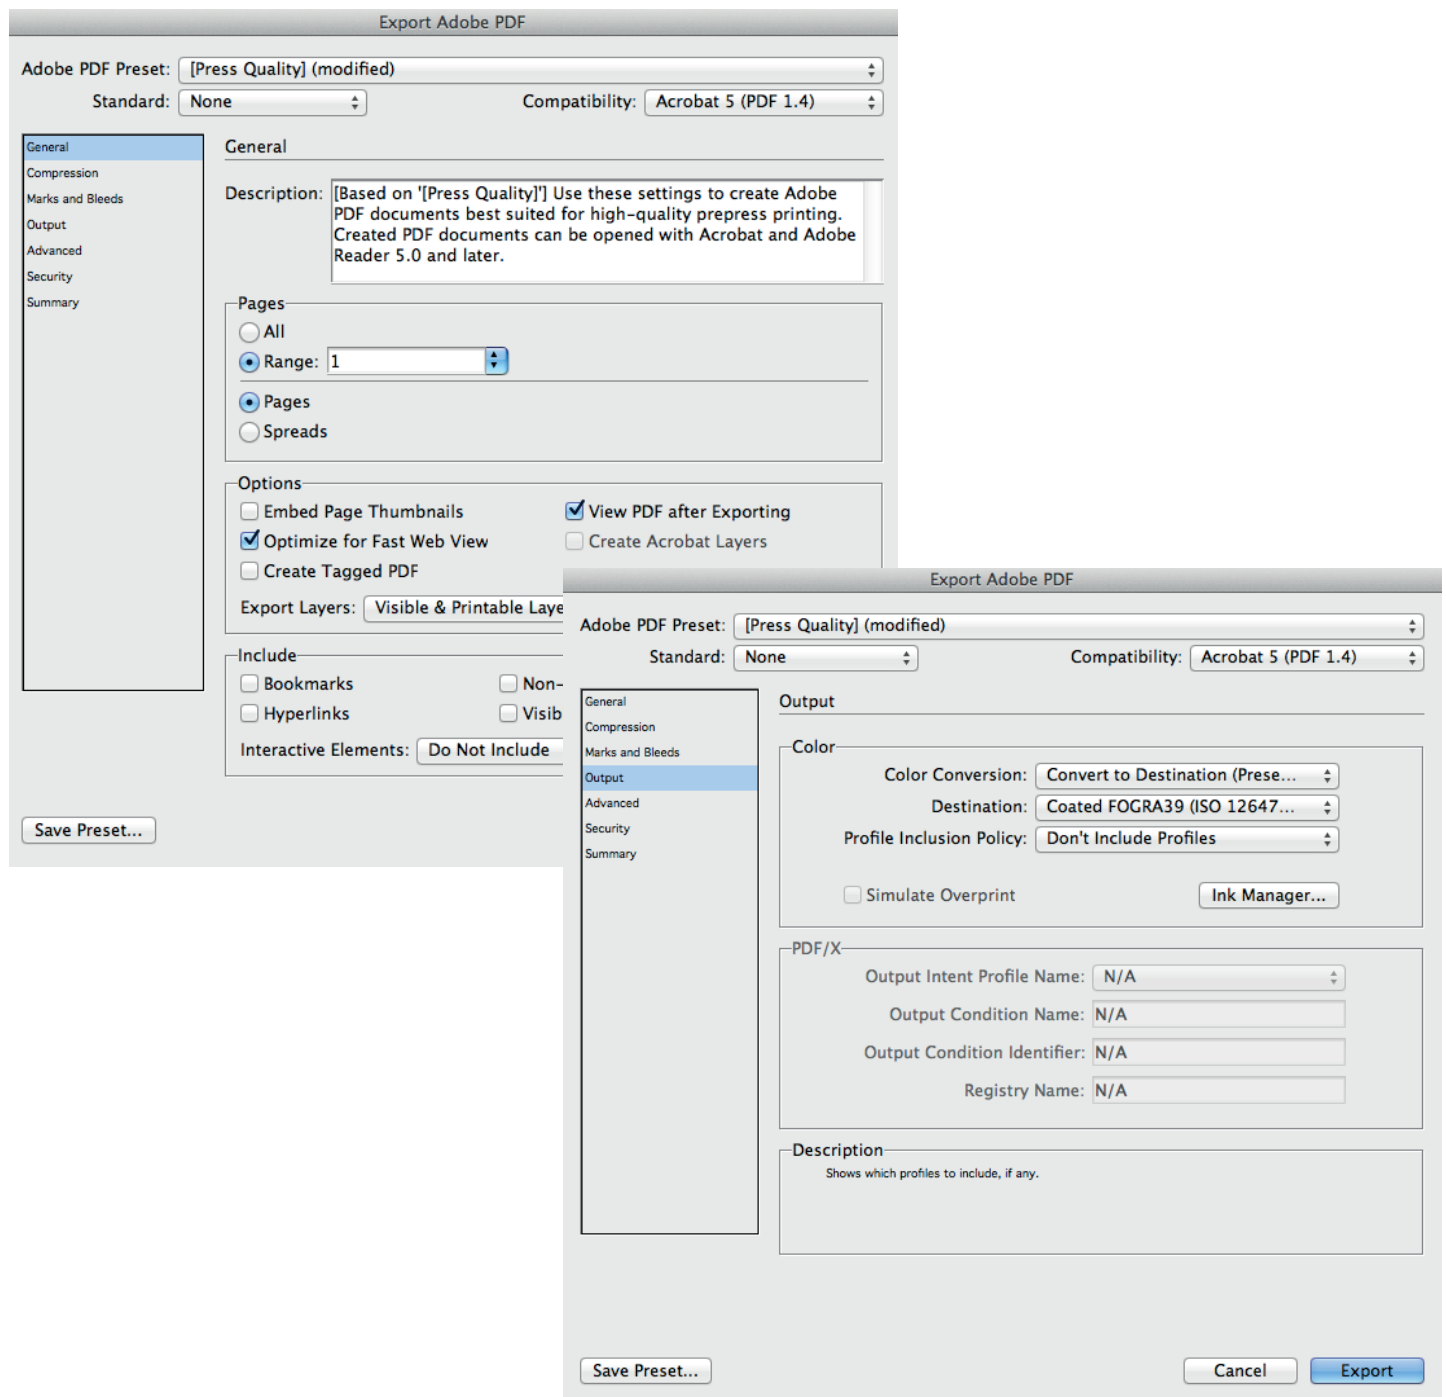 Export Adobe PDF
Adobe PDF Preset: [Press Quality] (modified)
Standard: None Compatibility: Acrobat 5 (PDF 1.4)
General
Compression
Marks and Bleeds
Output
Advanced
Security
Summary
General
Description: [Based on '[Press Quality]'] Use these settings to create Adobe
PDF documents best suited for high-quality prepress printing.
Created PDF documents can be opened with Acrobat and Adobe
Reader 5.0 and later.
Pages
All
Range: 1
Pages
Spreads
Options
Embed Page Thumbnails View PDF after Exporting
Optimize for Fast Web View Create Acrobat Layers
Create Tagged PDF
Export Layers: Visible & Printable Laye
Include
Bookmarks Non-
Hyperlinks Visib
Interactive Elements: Do Not Include
Save Preset...
Export Adobe PDF
Adobe PDF Preset: [Press Quality] (modified)
Standard: None Compatibility: Acrobat 5 (PDF 1.4)
General
Compression
Marks and Bleeds
Output
Advanced
Security
Summary
Output
Color
Color Conversion: Convert to Destination (Prese...
Destination: Coated FOGRA39 (ISO 12647...
Profile Inclusion Policy: Don't Include Profiles
Simulate Overprint Ink Manager...
PDF/X
Output Intent Profile Name: N/A
Output Condition Name: N/A
Output Condition Identifier: N/A
Registry Name: N/A
Description
Shows which profiles to include, if any.
Save Preset... Cancel Export